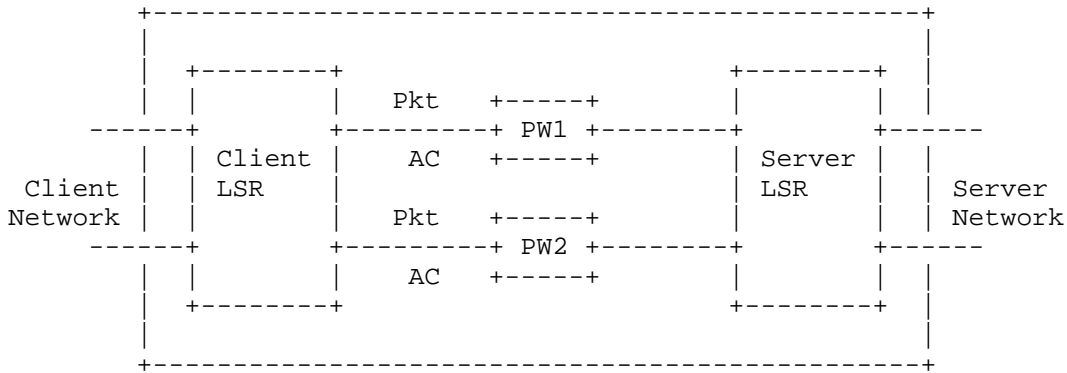 Pkt
PW1
Client AC Server
Client LSR LSR Server
Network Pkt Network
PW2
AC